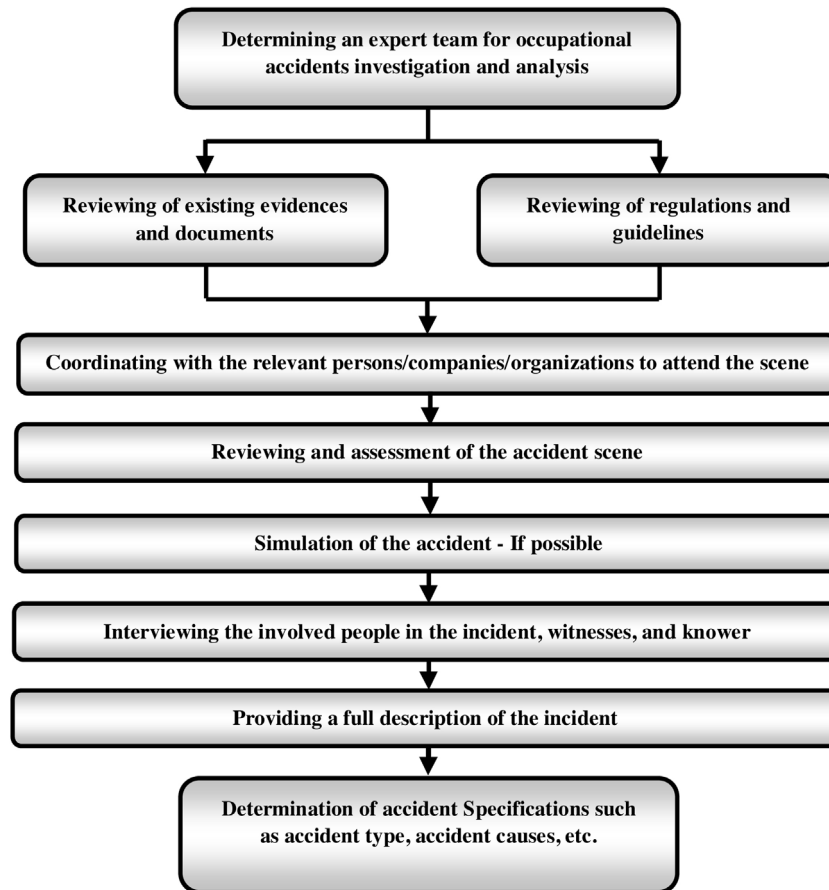 Determining an expert team for occupational
accidents investigation and analysis
Reviewing of existing evidences
and documents
Reviewing of regulations and
guidelines
Coordinating with the relevant persons/companies/organizations to attend the scene
Reviewing and assessment of the accident scene
Simulation of the accident - If possible
Interviewing the involved people in the incident, witnesses, and knower
Providing a full description of the incident
Determination of accident Specifications such
as accident type, accident causes, etc.